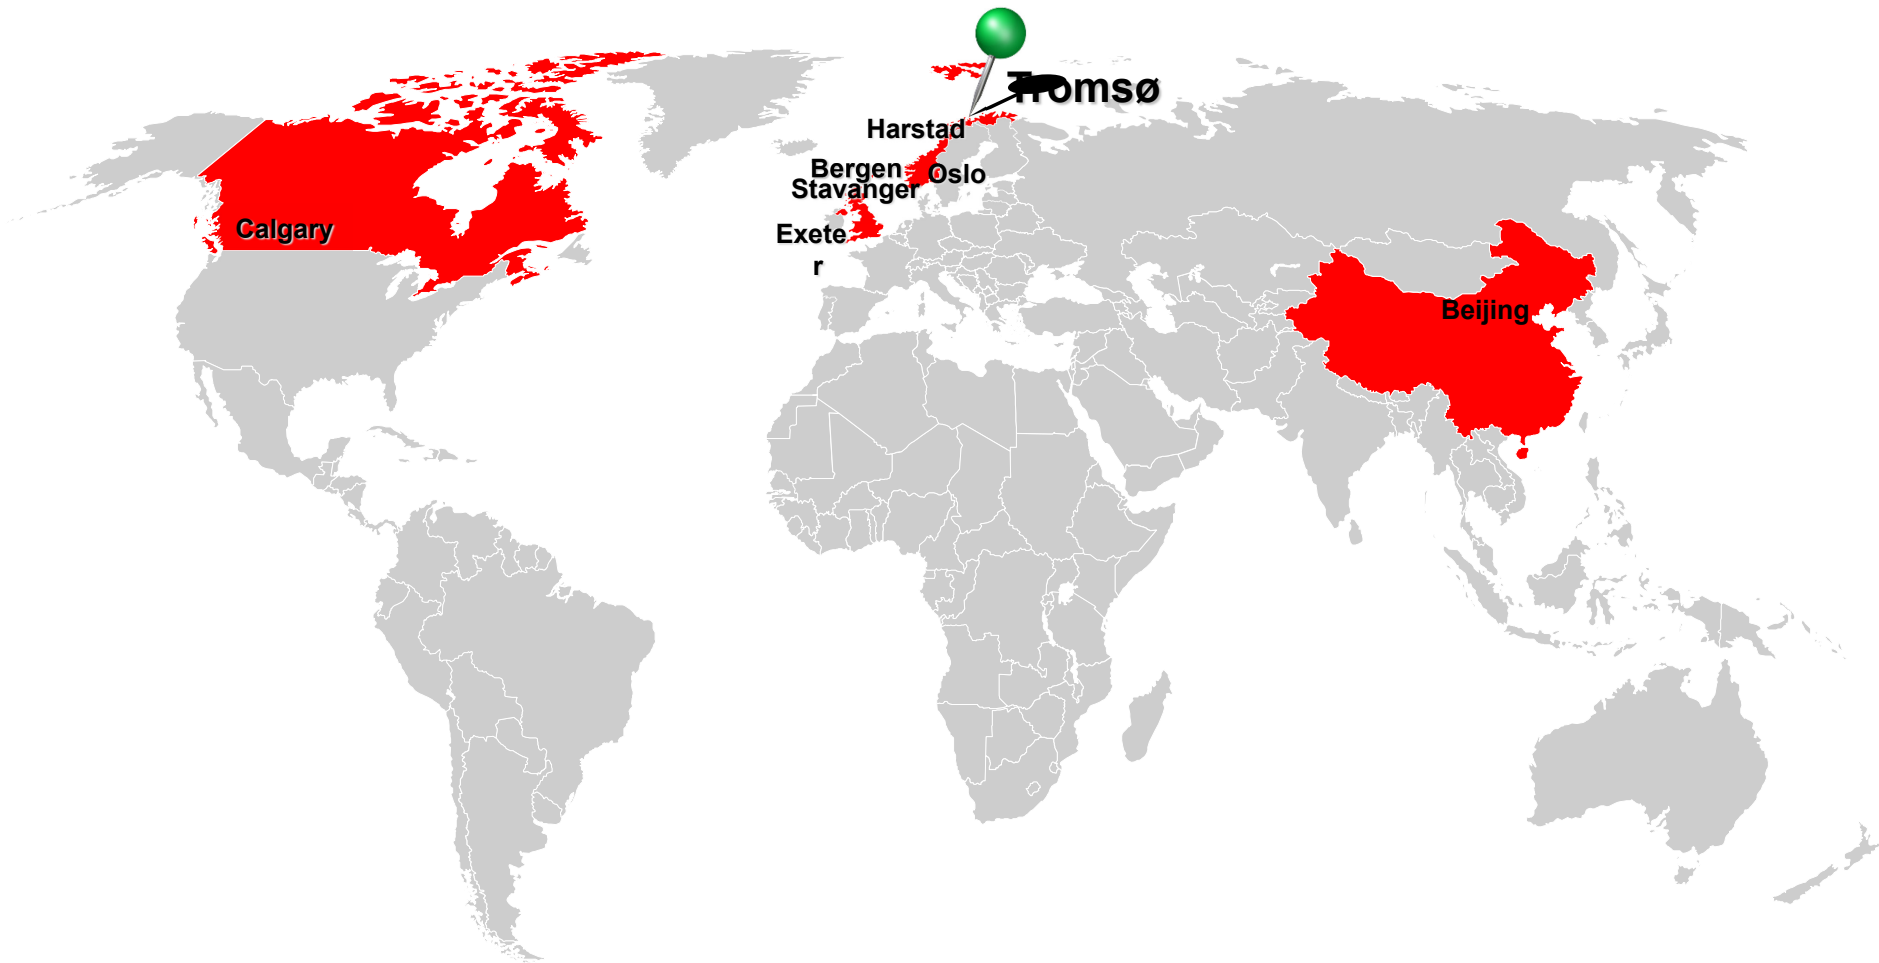 Tromsø
Harstad
Bergen
Oslo
Stavanger
Calgary
Exete
r
Beijing